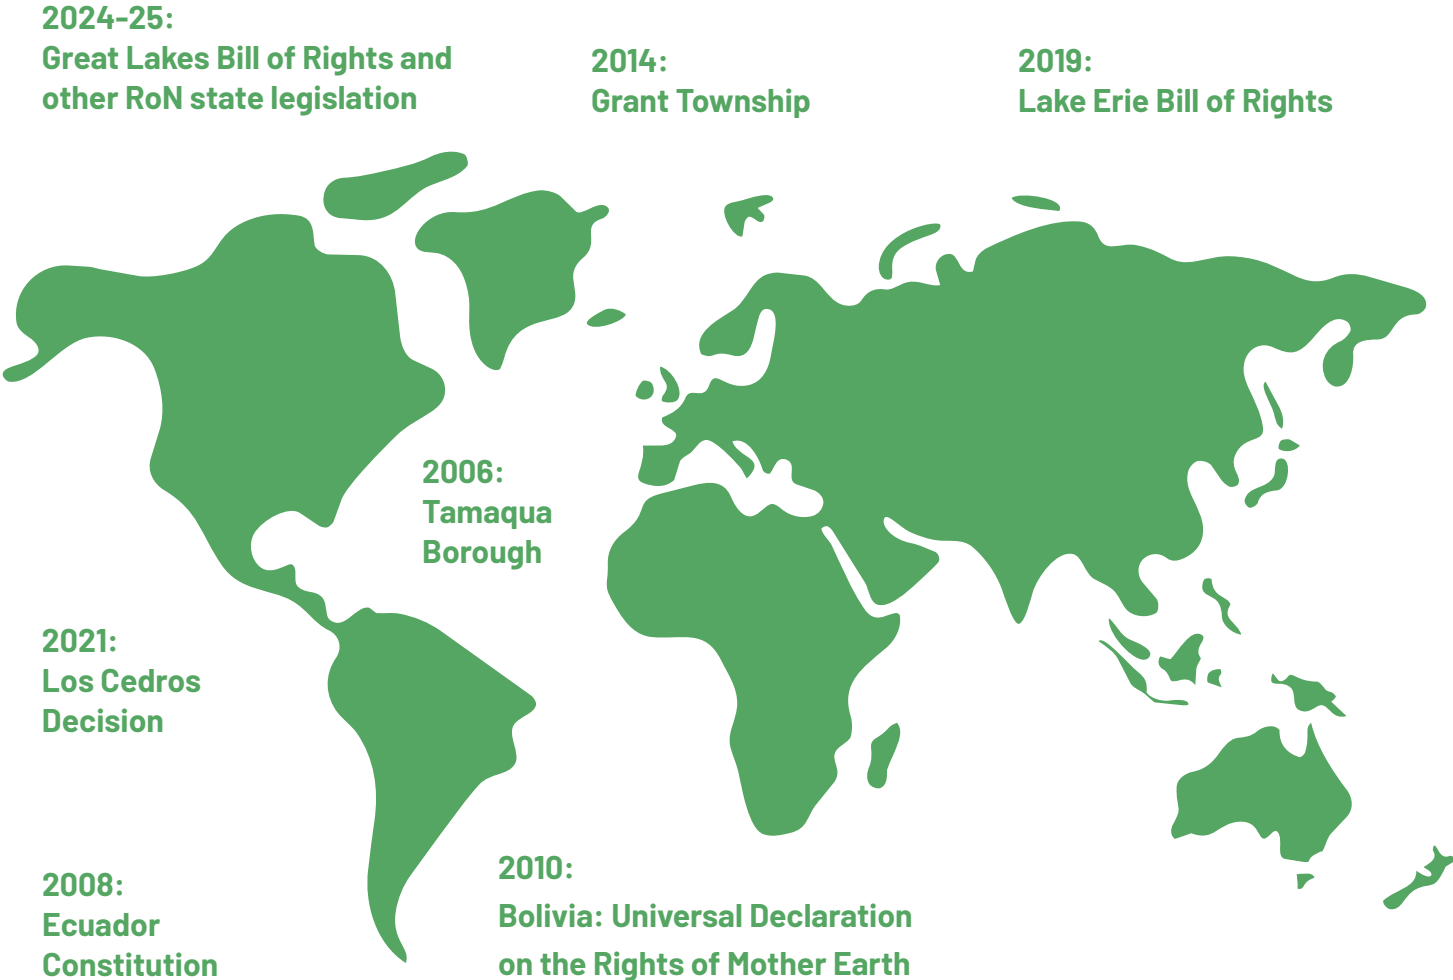 2024-25:
Great Lakes Bill of Rights and
other RoN state legislation
2014:
Grant Township
2019:
Lake Erie Bill of Rights
2006:
Tamaqua
Borough
2021:
Los Cedros
Decision
2008:
Ecuador
Constitution
2010:
Bolivia: Universal Declaration
on the Rights of Mother Earth